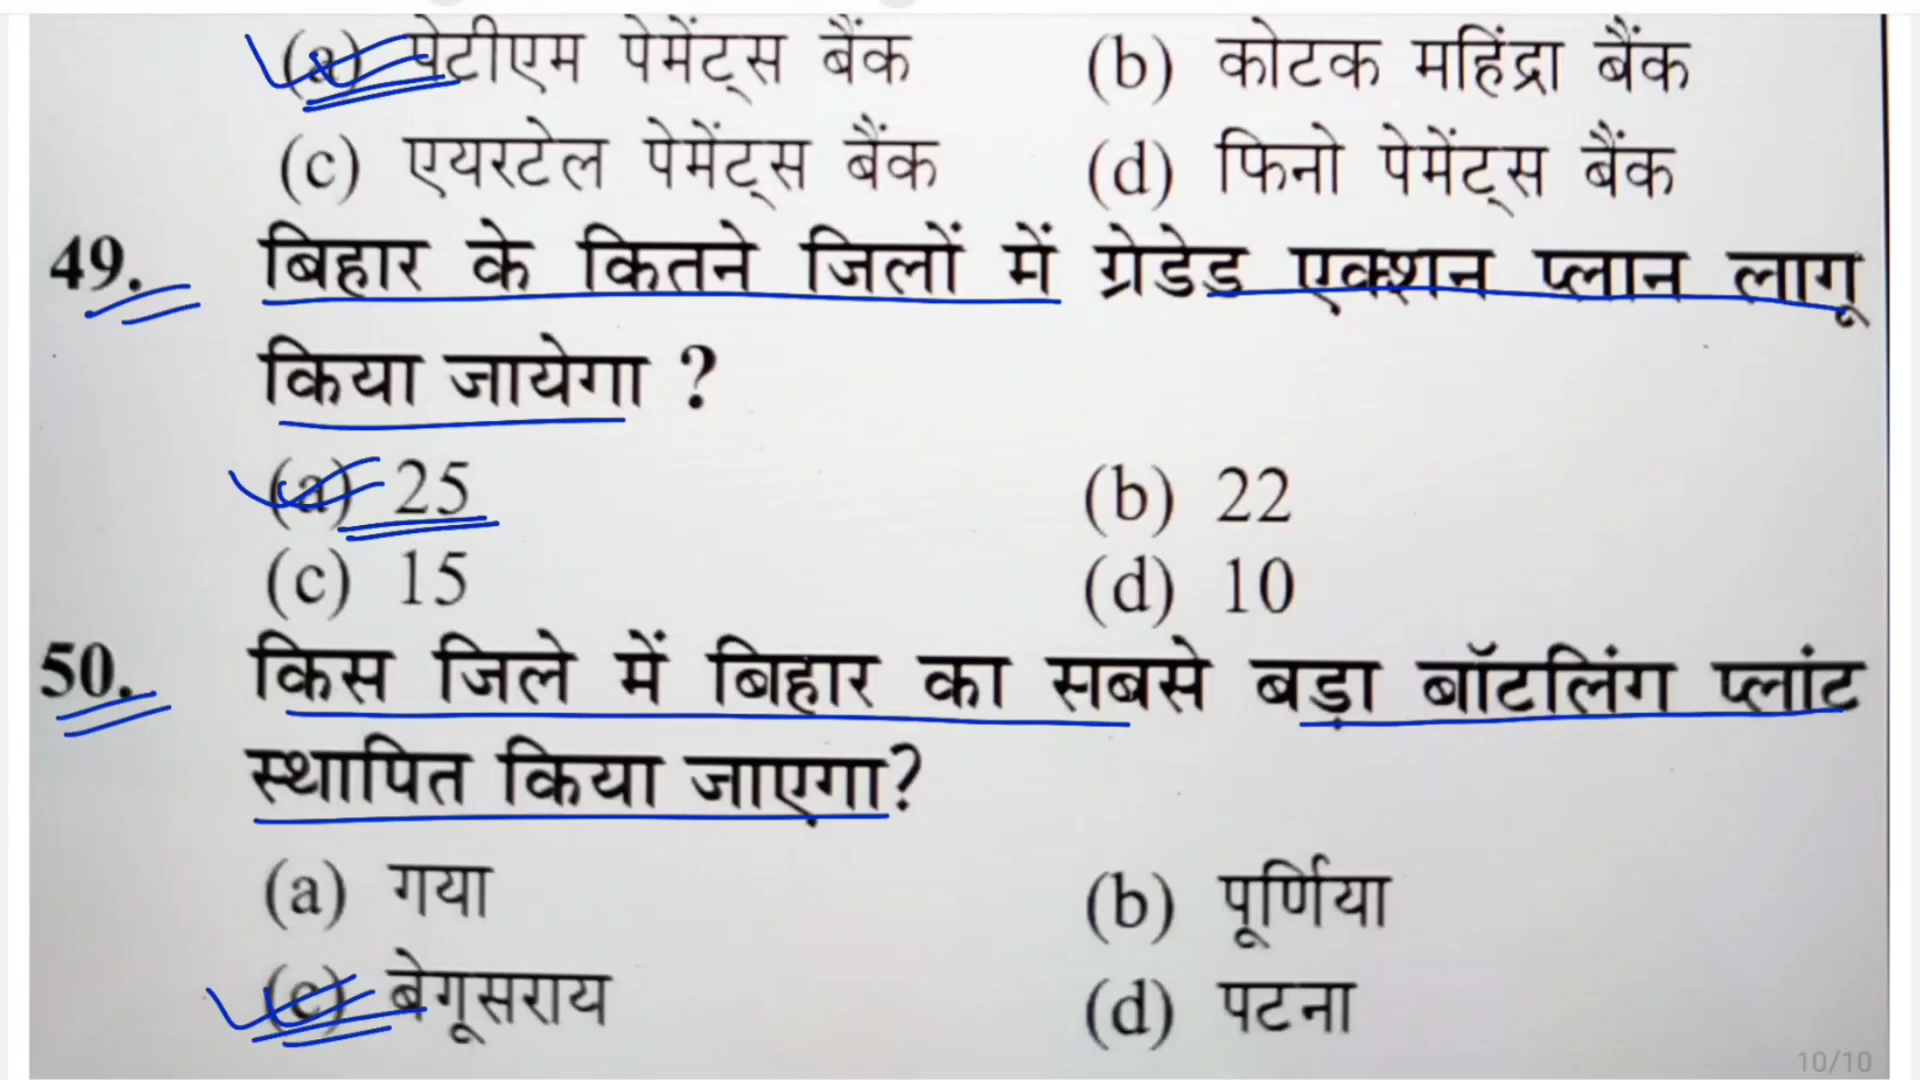 (a) पेटीएम पेमेंट्स बैंक (b) कोटक महिंद्रा बैंक
(c) एयरटेल पेमेंट्स बैंक (d) फिनो पेमेंट्स बैंक
49. बिहार के कितने जिलों में ग्रेडेड एक्शन प्लान लागू
किया जायेगा ?
(a) 25 (b) 22
(c) 15 (d) 10
50. किस जिले में बिहार का सबसे बड़ा बॉटलिंग प्लांट
स्थापित किया जाएगा?
(a) गया (b) पूर्णिया
(c) बेगूसराय (d) पटना
10/10